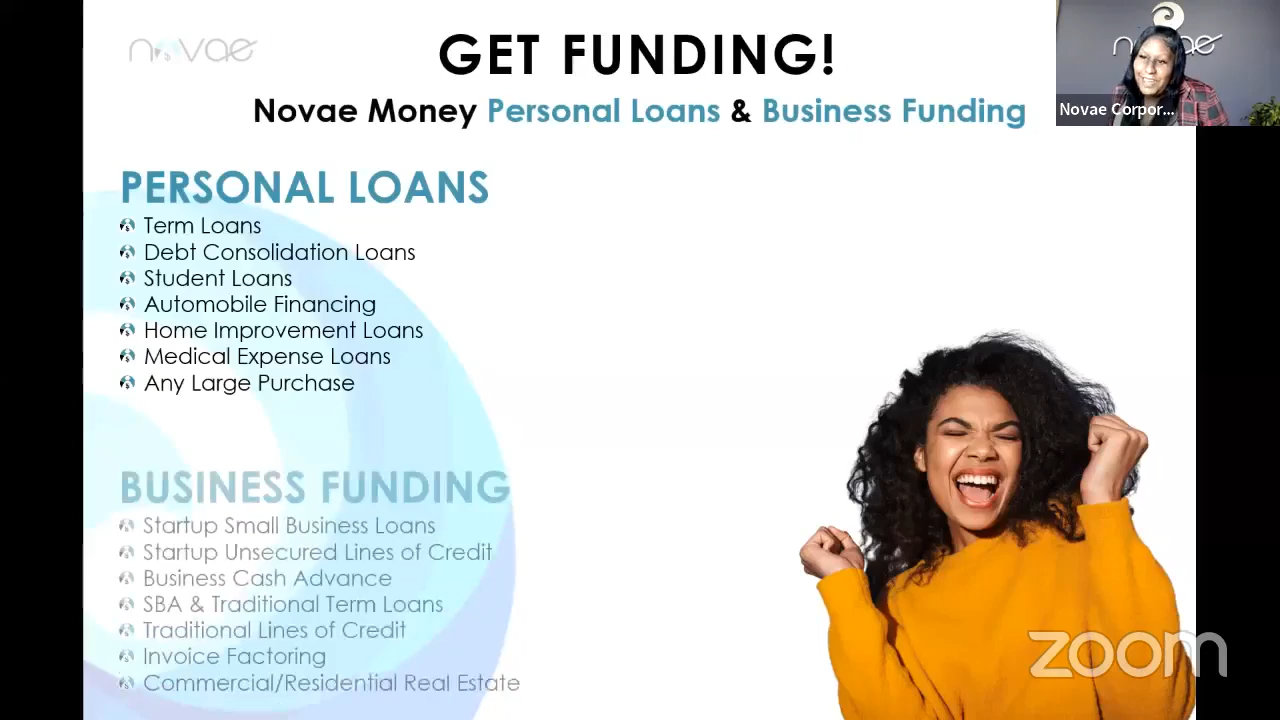 novae
GET FUNDING!
Novae Money Personal Loans & Business Funding
novae
Novae Corpor...
PERSONAL LOANS
Term Loans
Debt Consolidation Loans
Student Loans
Automobile Financing
Home Improvement Loans
Medical Expense Loans
Any Large Purchase
BUSINESS FUNDING
Startup Small Business Loans
Startup Unsecured Lines of Credit
Business Cash Advance
SBA & Traditional Term Loans
Traditional Lines of Credit
Invoice Factoring
Commercial/Residential Real Estate
zoom